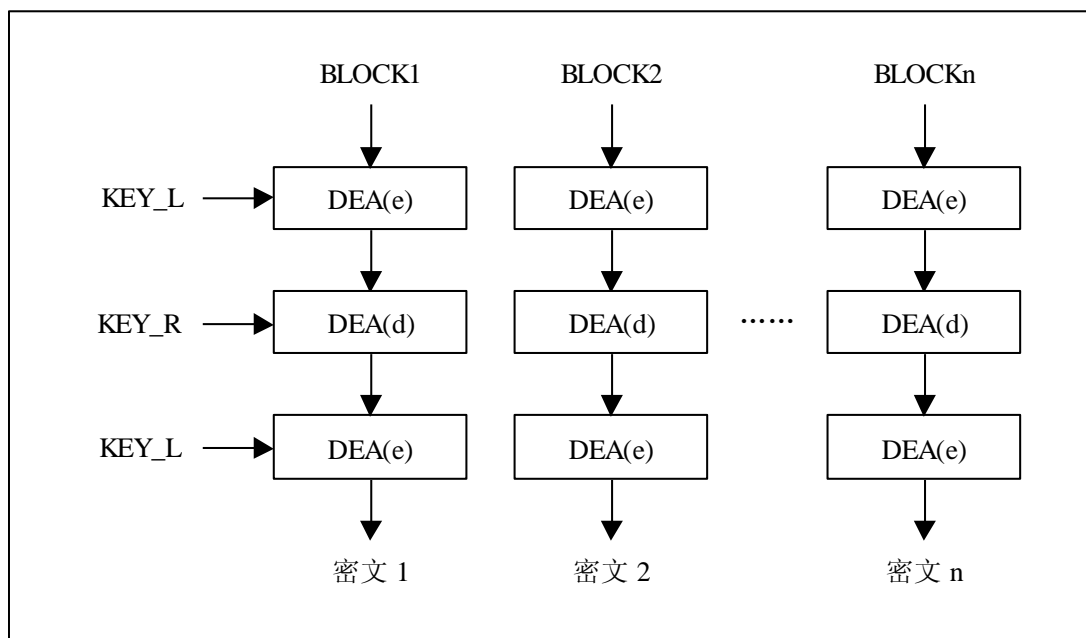 BLOCK1 BLOCK2 BLOCKn
KEY_L DEA(e) DEA(e) DEA(e)
KEY_R DEA(d) DEA(d) …… DEA(d)
KEY_L DEA(e) DEA(e) DEA(e)
密文 1 密文 2 密文 n